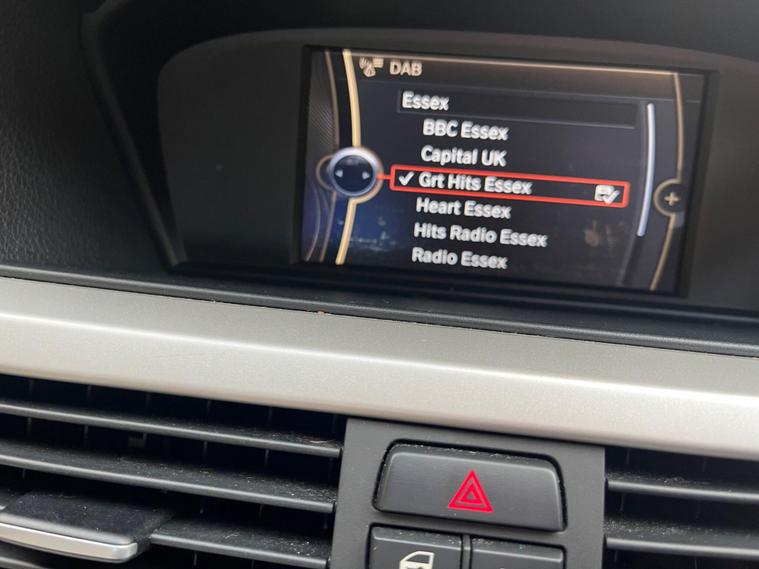 DAB
Essex
BBC Essex
Capital UK
Grt Hits Essex
Heart Essex
Hits Radio Essex
Radio Essex